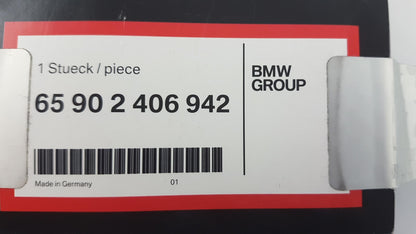 1 Stueck / piece
65 90 2 406 942
BMW
GROUP
Made in Germany
01